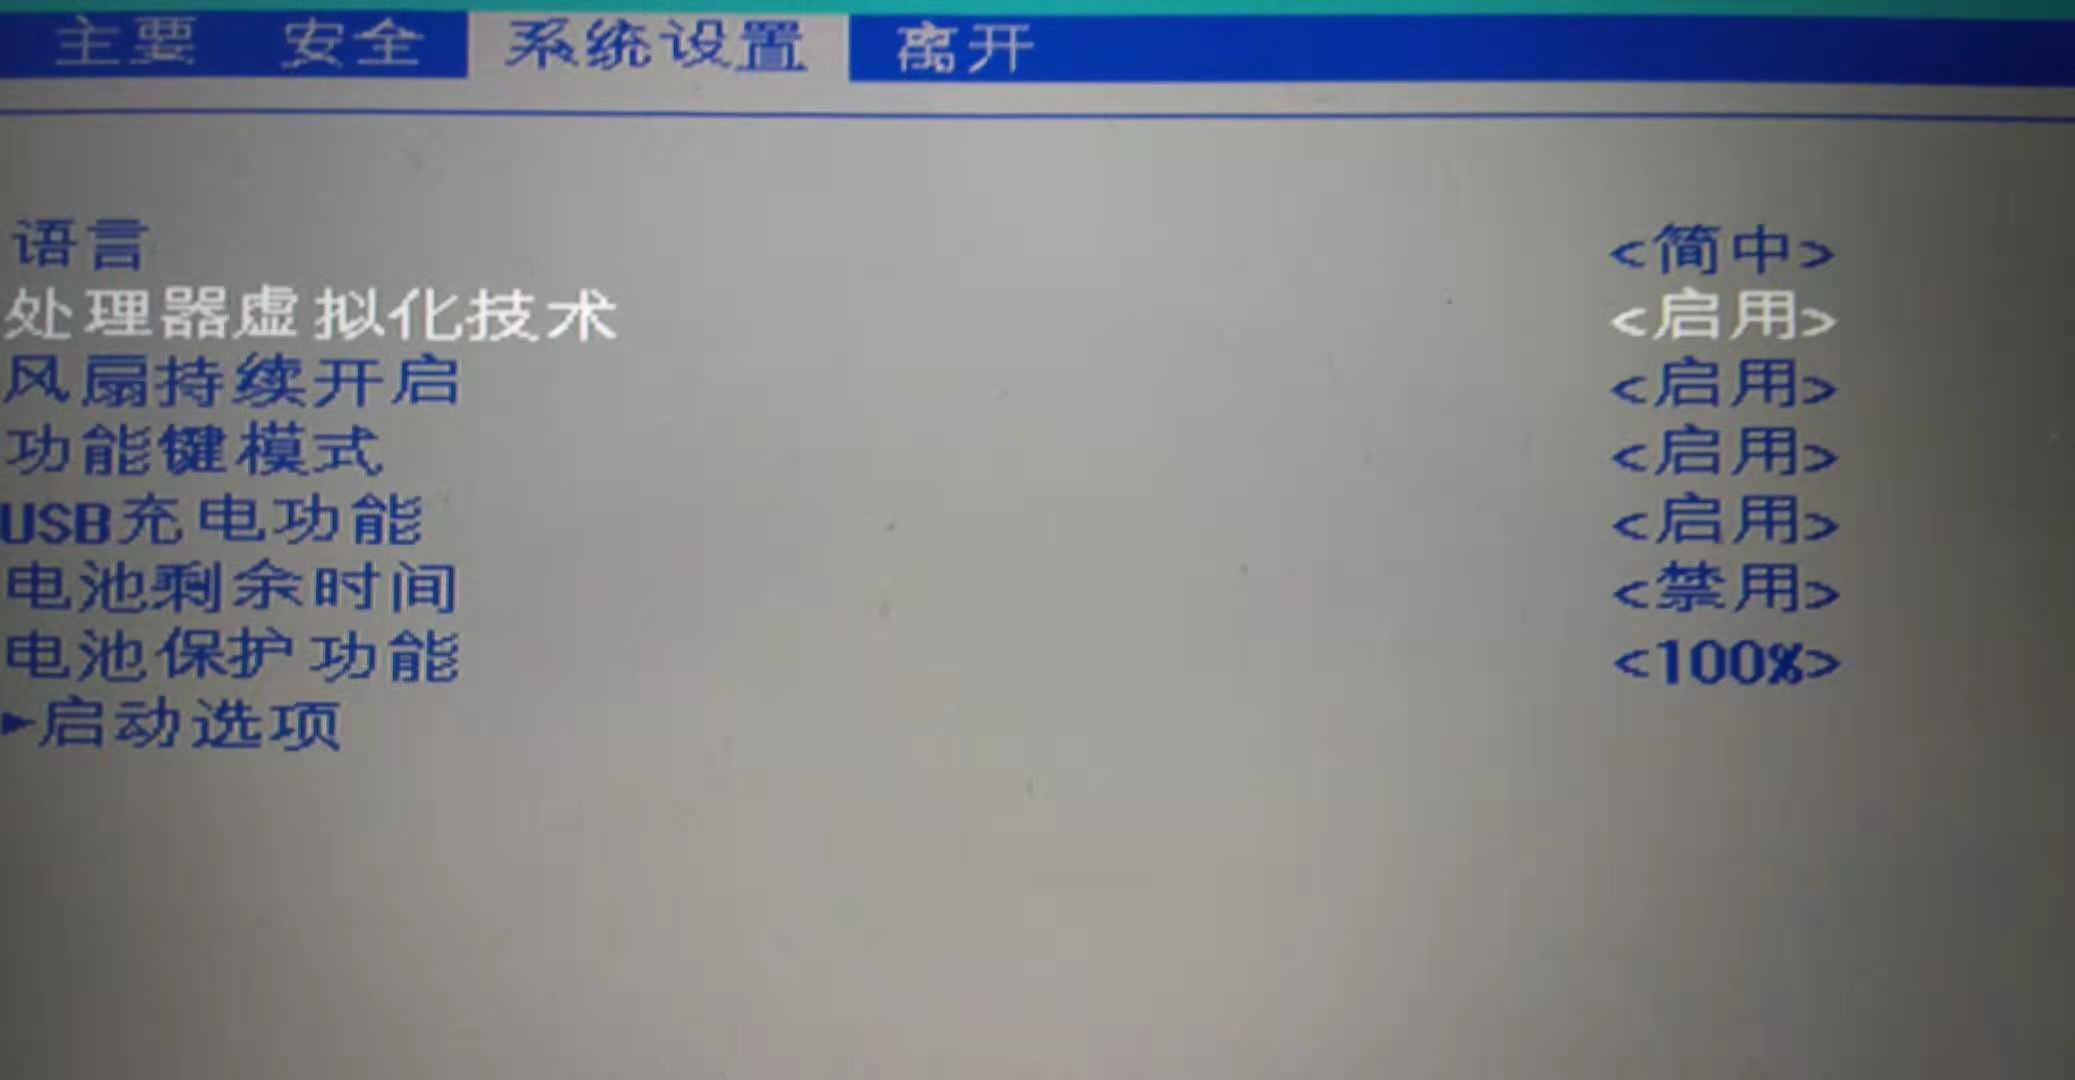 主要 安全 系统设置 离开
语言 <简中>
处理器虚拟化技术 <启用>
风扇持续开启 <启用>
功能键模式 <启用>
USB充电功能 <启用>
电池剩余时间 <禁用>
电池保护功能 <100%>
►启动选项